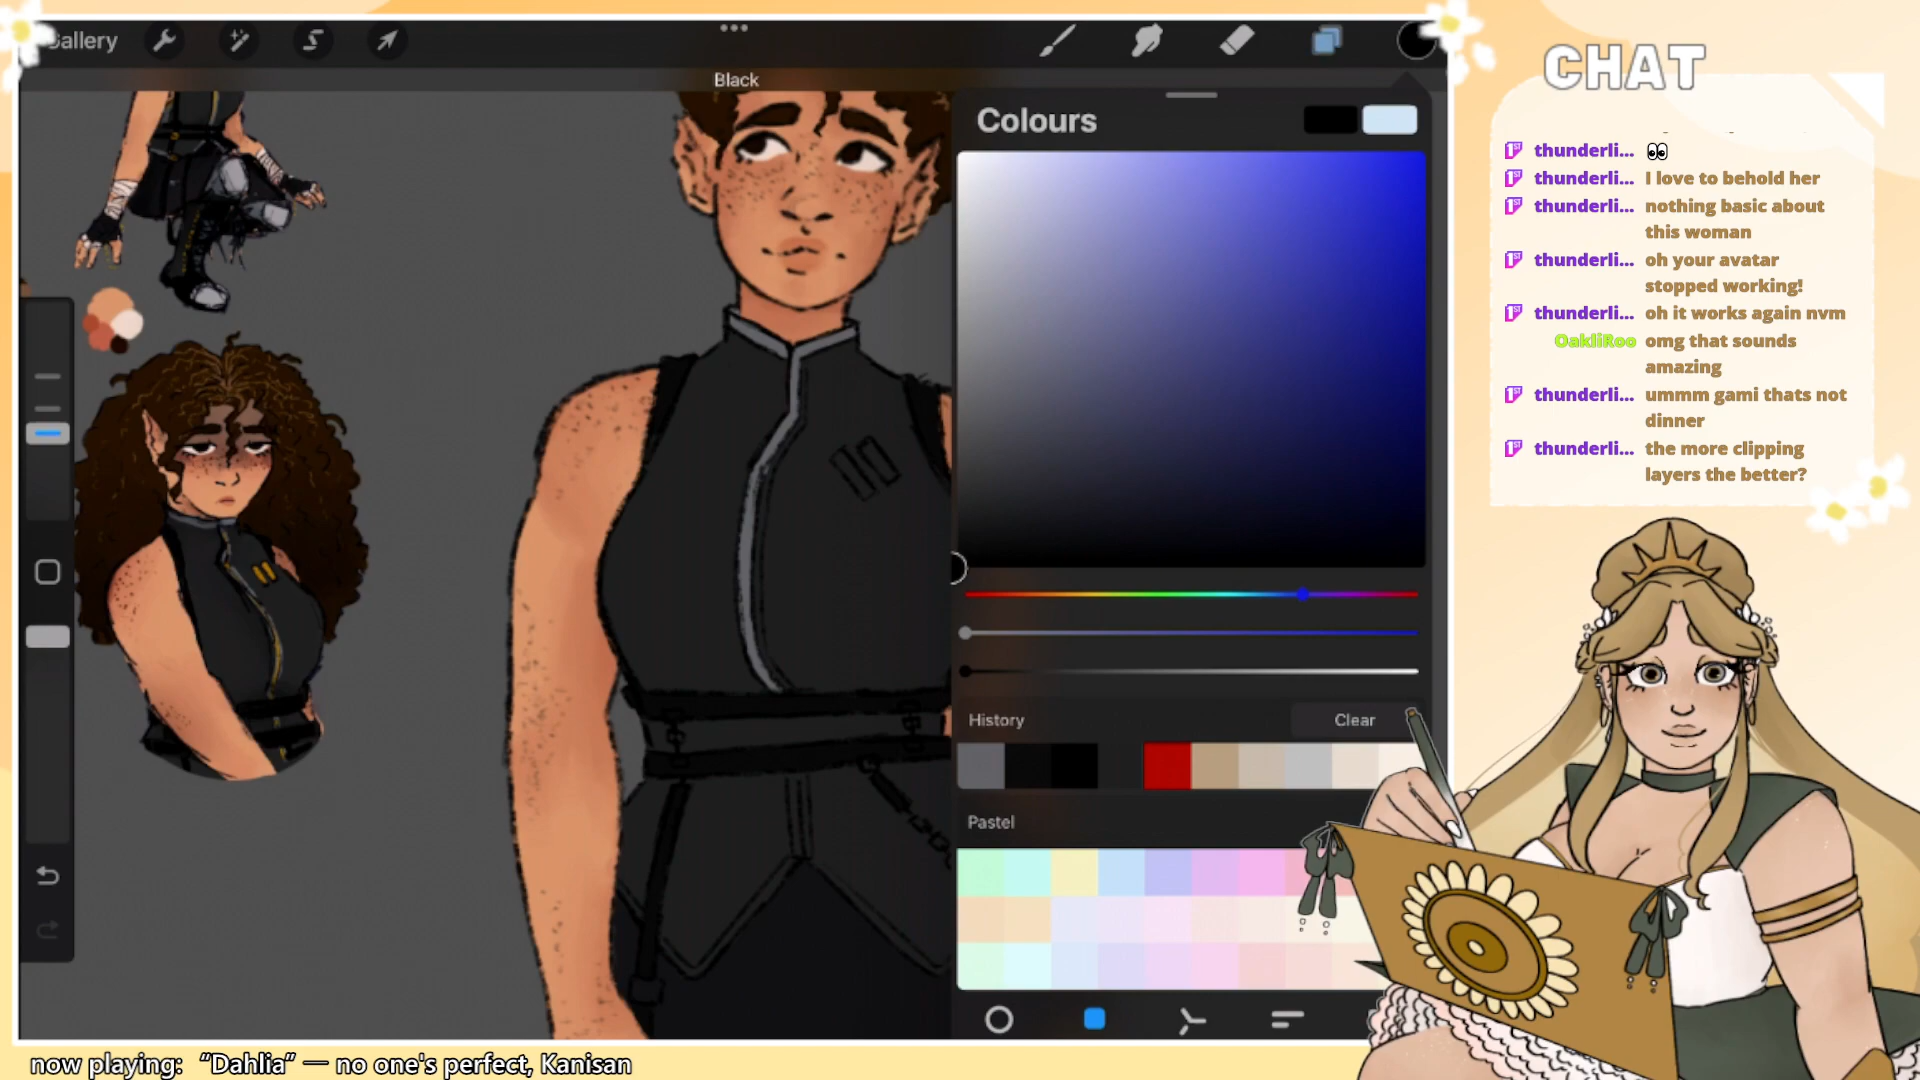 allery
Black
Colours
History
Clear
Pastel
CHAT
thunderli...
thunderli... I love to behold her
thunderli... nothing basic about
this woman
thunderli... oh your avatar
stopped working!
thunderli... oh it works again nvm
OakliRoo omg that sounds
amazing
thunderli... ummm gami thats not
dinner
thunderli... the more clipping
layers the better?
now playing: “Dahlia” — no one's perfect, Kanisan